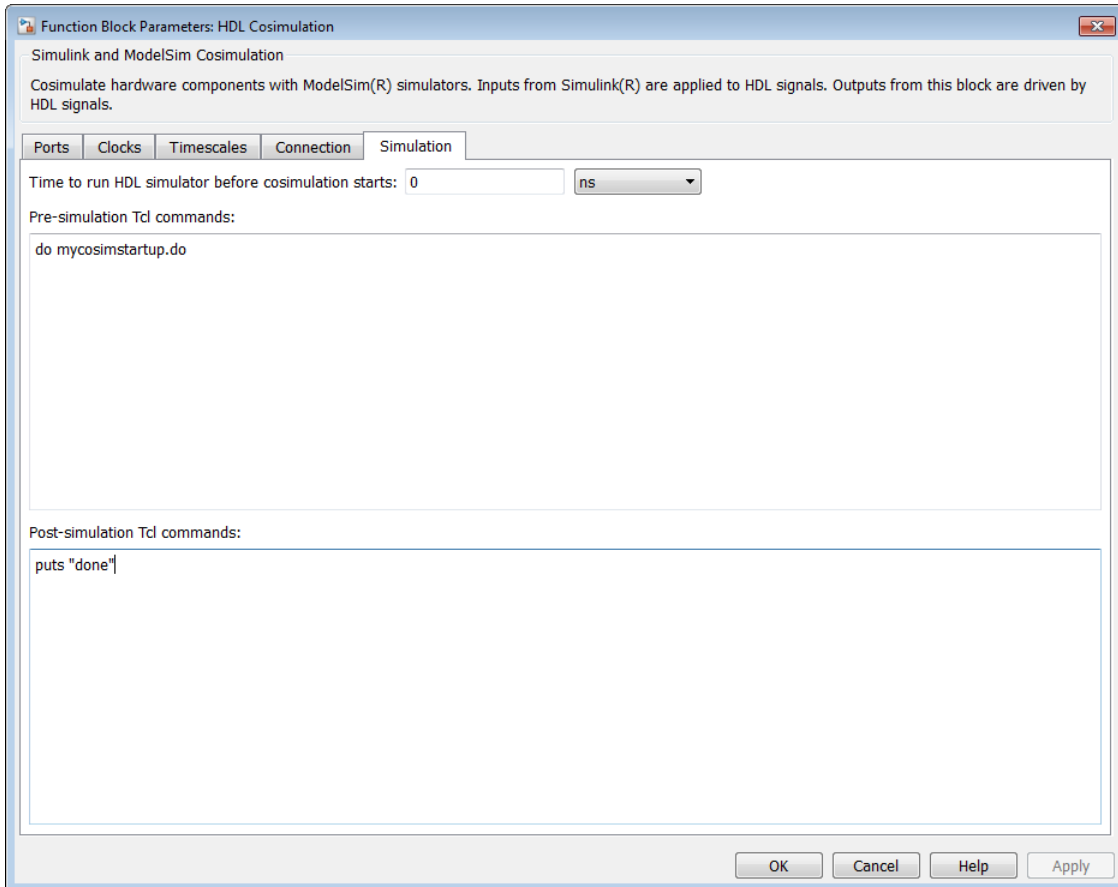 Function Block Parameters: HDL Cosimulation
Simulink and ModelSim Cosimulation
Cosimulate hardware components with ModelSim(R) simulators. Inputs from Simulink(R) are applied to HDL signals. Outputs from this block are driven by
HDL signals.
Ports Clocks Timescales Connection Simulation
Time to run HDL simulator before cosimulation starts: 0 ns
Pre-simulation Tcl commands:
do mycosimstartup.do
Post-simulation Tcl commands:
puts "done"
OK Cancel Help Apply